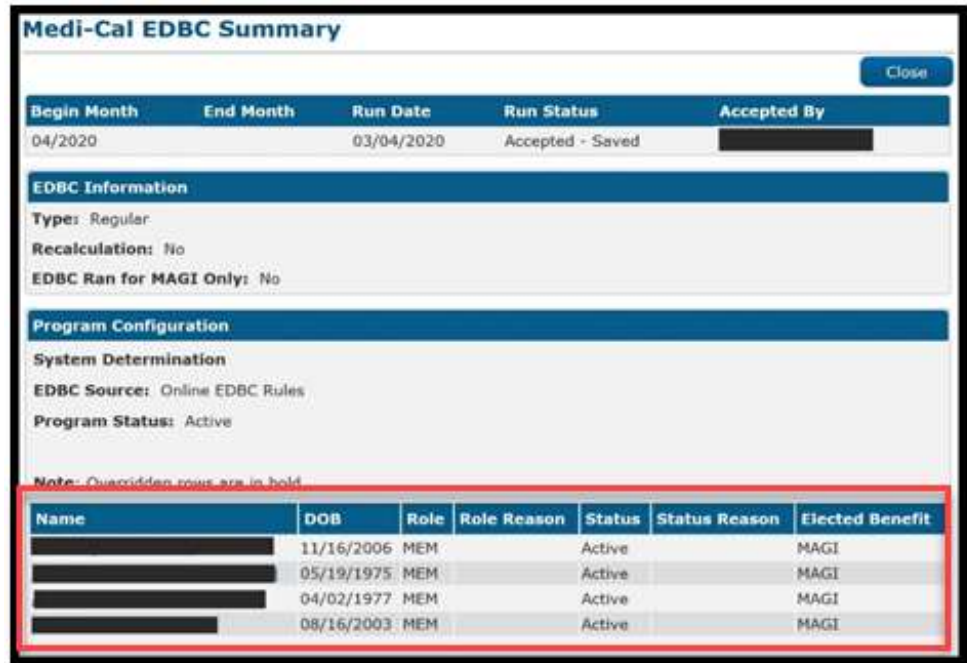 Medi-Cal EDBC Summary
Close
Begin Month End Month Run Date Run Status Accepted By
04/2020 03/04/2020 Accepted - Saved
EDBC Information
Type: Regular
Recalculation: No
EDBC Ran for MAGI Only: No
Program Configuration
System Determination
EDBC Source: Online EDBC Rules
Program Status: Active
Note: Overridden rows are in bold
Name DOB Role Role Reason Status Status Reason Elected Benefit
11/16/2006 MEM Active MAGI
05/19/1975 MEM Active MAGI
04/02/1977 MEM Active MAGI
08/16/2003 MEM Active MAGI